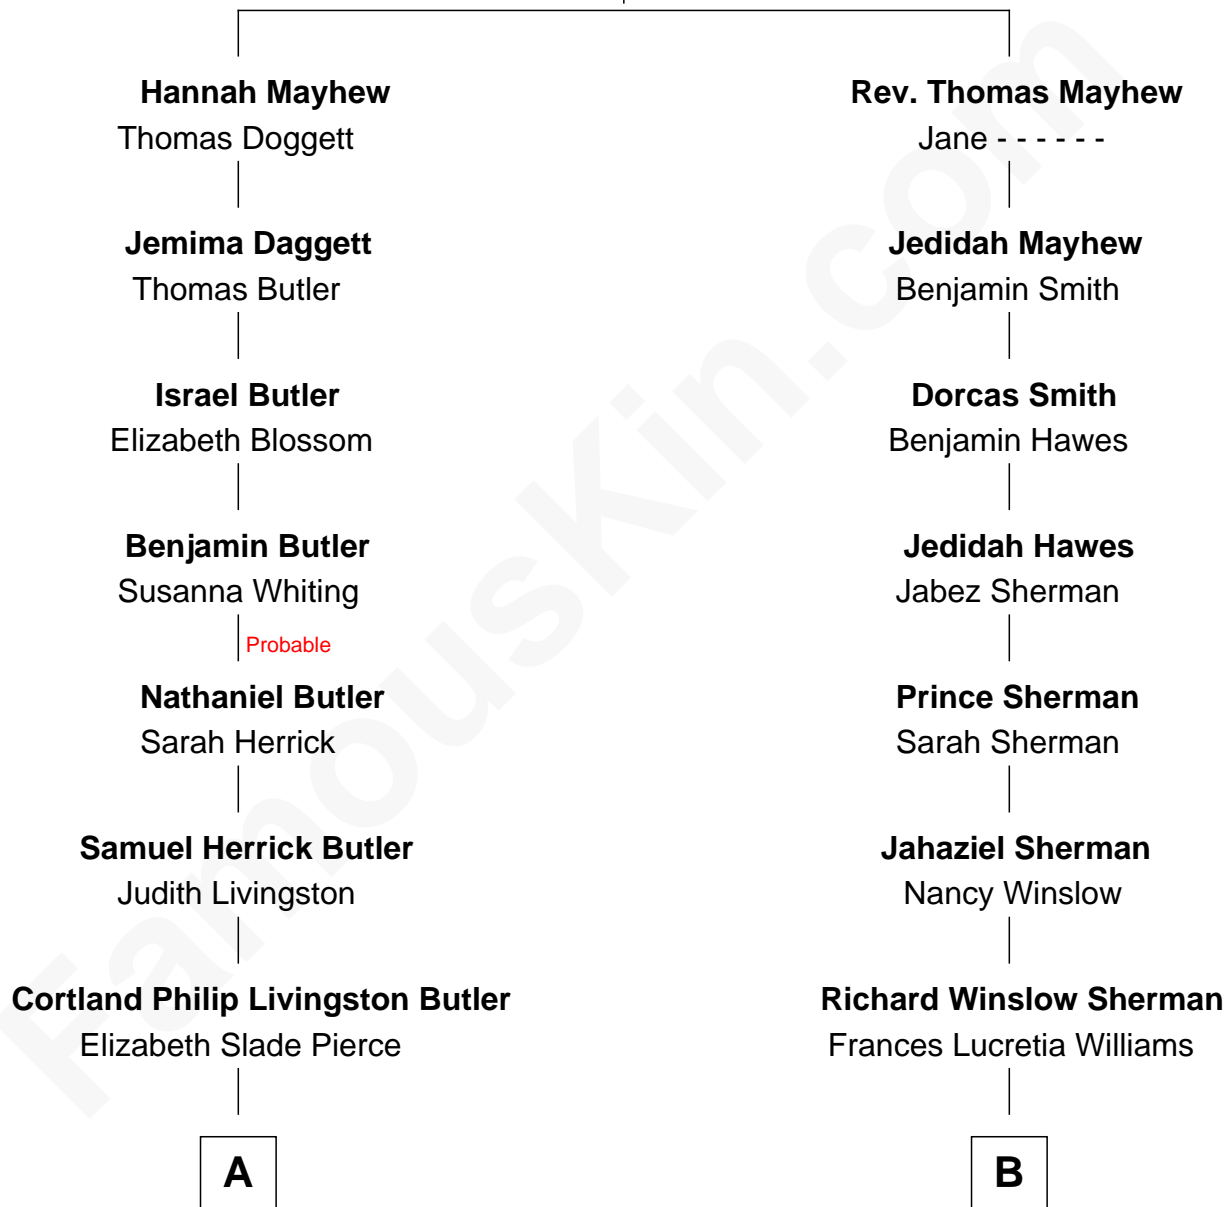 Hannah Mayhew
Thomas Doggett
Jemima Daggett
Thomas Butler
Israel Butler
Elizabeth Blossom
Benjamin Butler
Susanna Whiting
Probable
Nathaniel Butler
Sarah Herrick
Samuel Herrick Butler
Judith Livingston
Cortland Philip Livingston Butler
Elizabeth Slade Pierce
A
Rev. Thomas Mayhew
Jane - - - - - -
Jedidah Mayhew
Benjamin Smith
Dorcas Smith
Benjamin Hawes
Jedidah Hawes
Jabez Sherman
Prince Sherman
Sarah Sherman
Jahaziel Sherman
Nancy Winslow
Richard Winslow Sherman
Frances Lucretia Williams
B
FamousKin.com